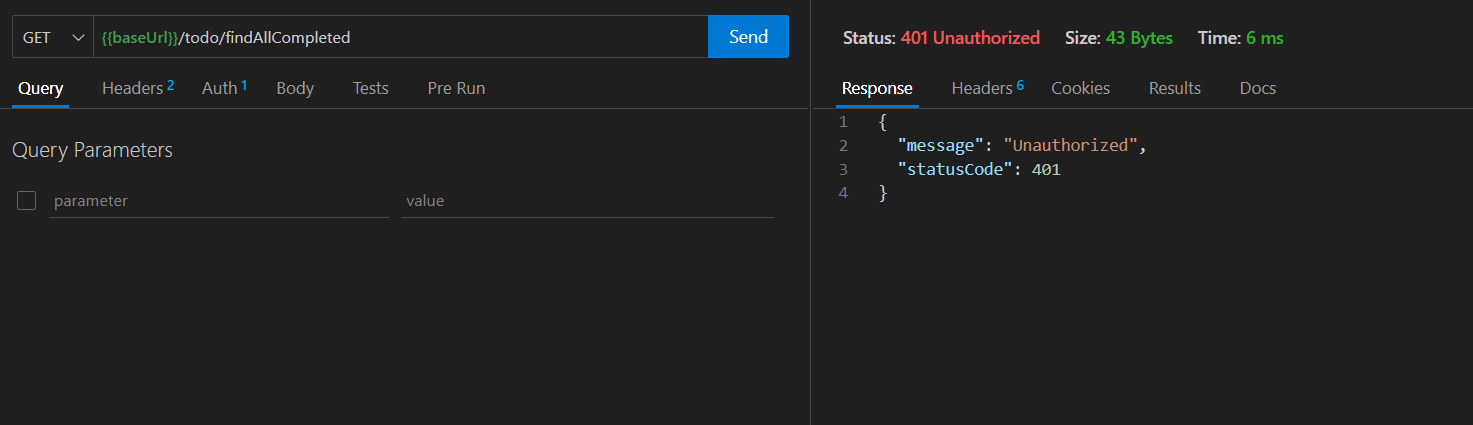 GET {{baseUrl}}/todo/findAllCompleted Send
Query Headers 2 Auth 1 Body Tests Pre Run
Query Parameters
parameter value
Status: 401 Unauthorized Size: 43 Bytes Time: 6 ms
Response Headers 6 Cookies Results Docs
1 {
2 "message": "Unauthorized",
3 "statusCode": 401
4 }